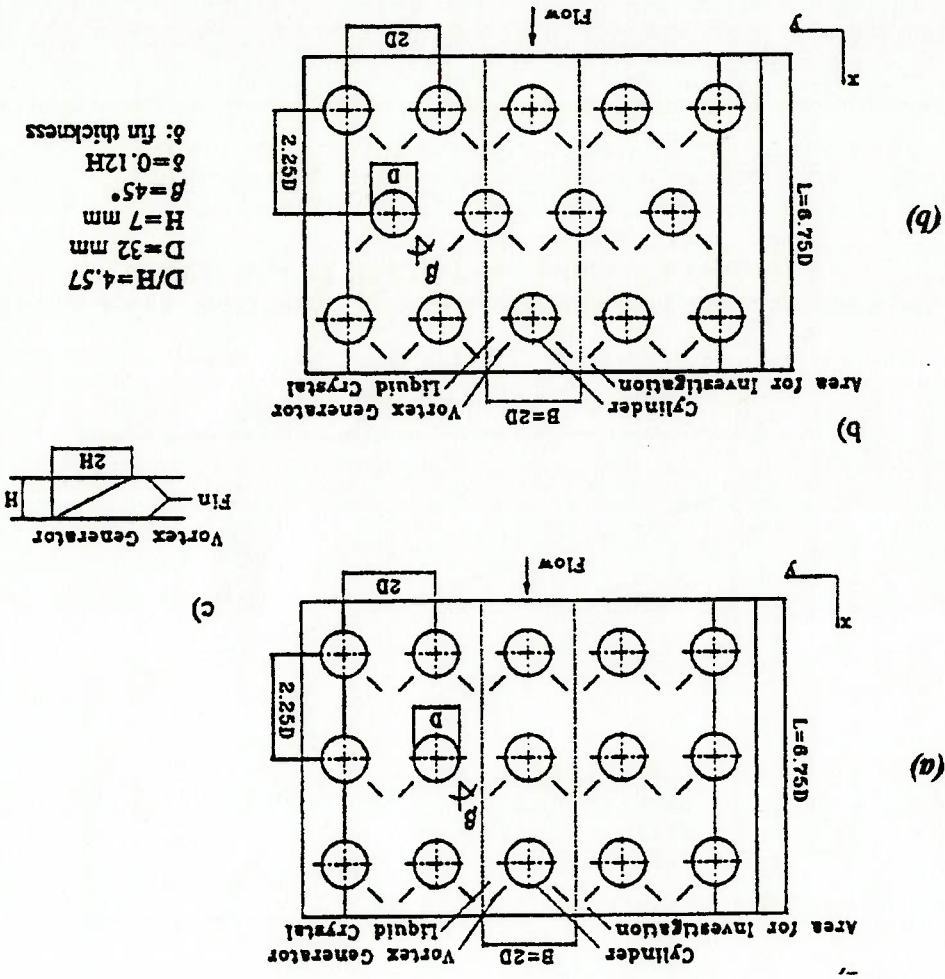 Cylinder
Area for Investigation
B=2D
Vortex Generator
Liquid Crystal
β
D
2.25D
L=6.75D
(a)
x
y
Flow
2D
c)
Vortex Generator
Fin
H
2H
b)
Cylinder
Area for Investigation
B=2D
Vortex Generator
Liquid Crystal
β
D
2.25D
L=6.75D
(b)
x
y
Flow
2D
D/H=4.57
D=32 mm
H=7 mm
β=45°
δ=0.12H
δ: fin thickness